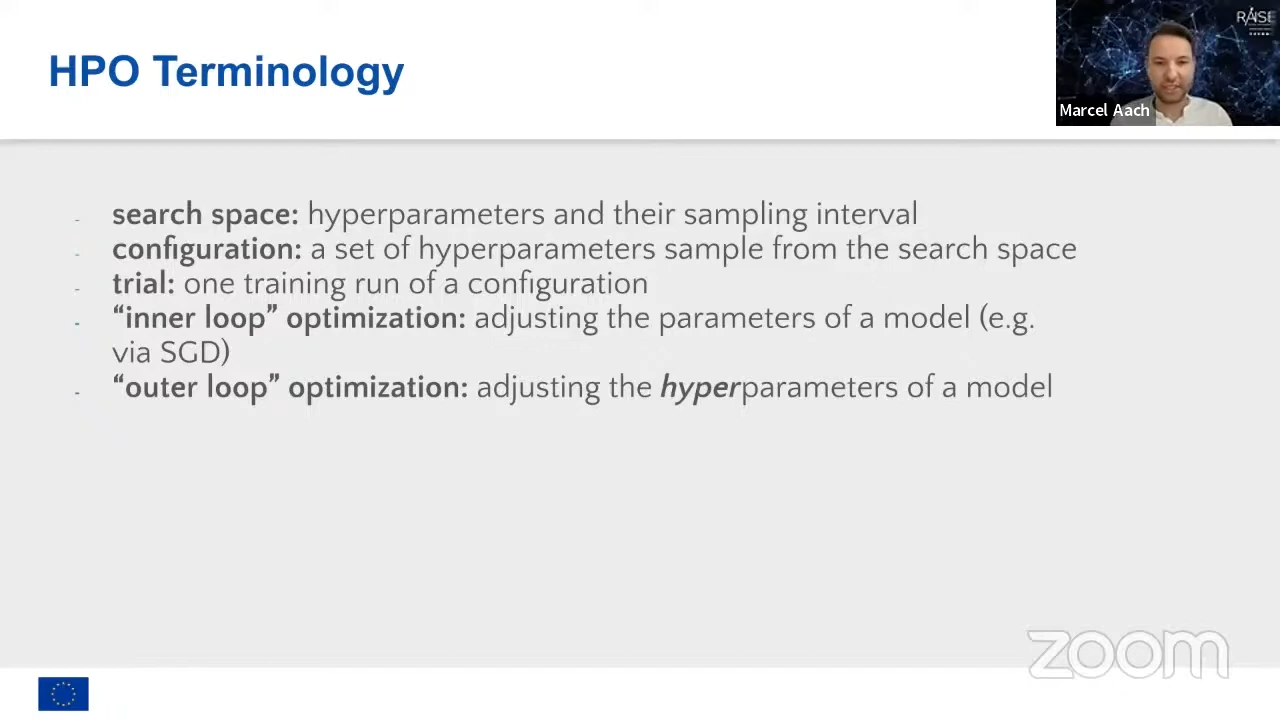 HPO Terminology
RAISE
Marcel Aach
- search space: hyperparameters and their sampling interval
- configuration: a set of hyperparameters sample from the search space
- trial: one training run of a configuration
- “inner loop” optimization: adjusting the parameters of a model (e.g.
via SGD)
- “outer loop” optimization: adjusting the hyperparameters of a model
zoom